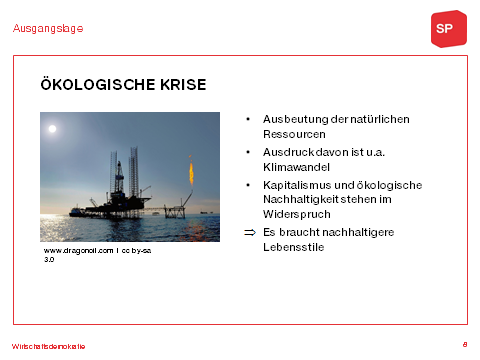 Ausgangslage
SP
ÖKOLOGISCHE KRISE
• Ausbeutung der natürlichen
Ressourcen
• Ausdruck davon ist u.a.
Klimawandel
• Kapitalismus und ökologische
Nachhaltigkeit stehen im
Widerspruch
⇒ Es braucht nachhaltigere
Lebensstile
www.dragonoil.com I cc by-sa
3.0
Wirtschaftsdemokratie
8